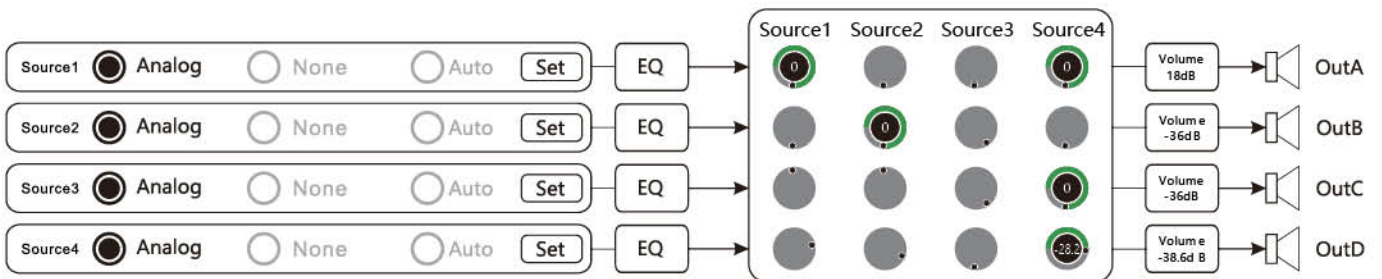 Source1 Source2 Source3 Source4
Source1 Analog None Auto Set EQ 0 0 Volume 18dB OutA
Source2 Analog None Auto Set EQ 0 Volume -36dB OutB
Source3 Analog None Auto Set EQ 0 Volume -36dB OutC
Source4 Analog None Auto Set EQ -28.2 Volume -38.6d B OutD